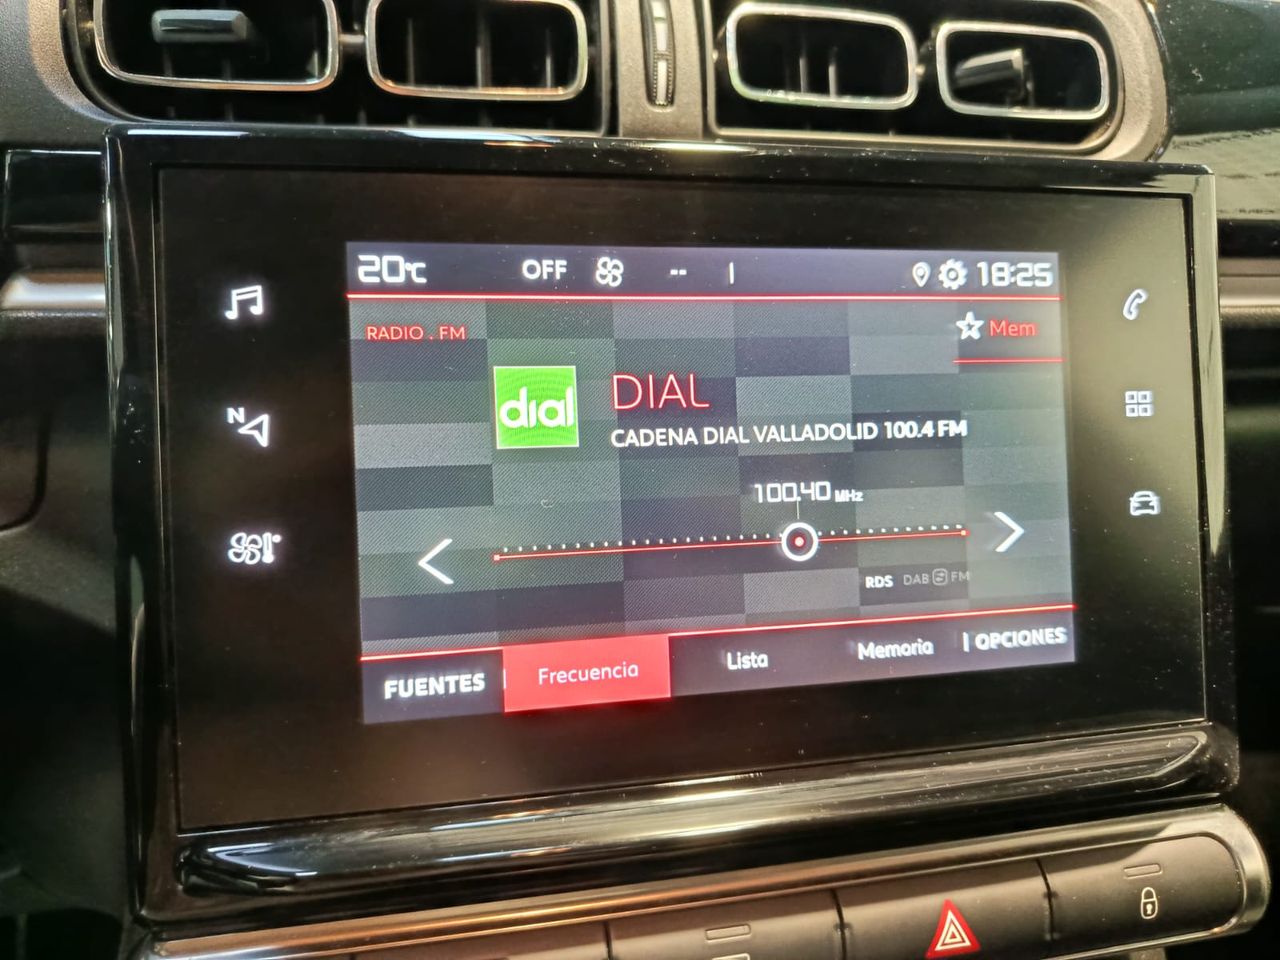 20°C OFF -- 18:25
RADIO . FM
Mem
dial
DIAL
CADENA DIAL VALLADOLID 100.4 FM
100.40 MHz
RDS DAB FM
FUENTES Frecuencia Lista Memoria OPCIONES
N